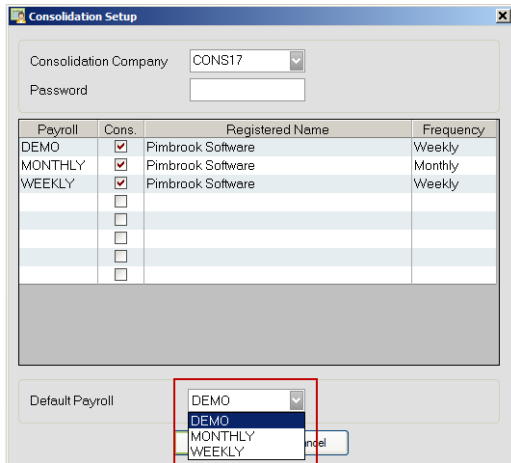 Consolidation Setup
Consolidation Company CONS17
Password
Payroll Cons. Registered Name Frequency
DEMO Pimbrook Software Weekly
MONTHLY Pimbrook Software Monthly
WEEKLY Pimbrook Software Weekly
Default Payroll DEMO
DEMO
MONTHLY
WEEKLY